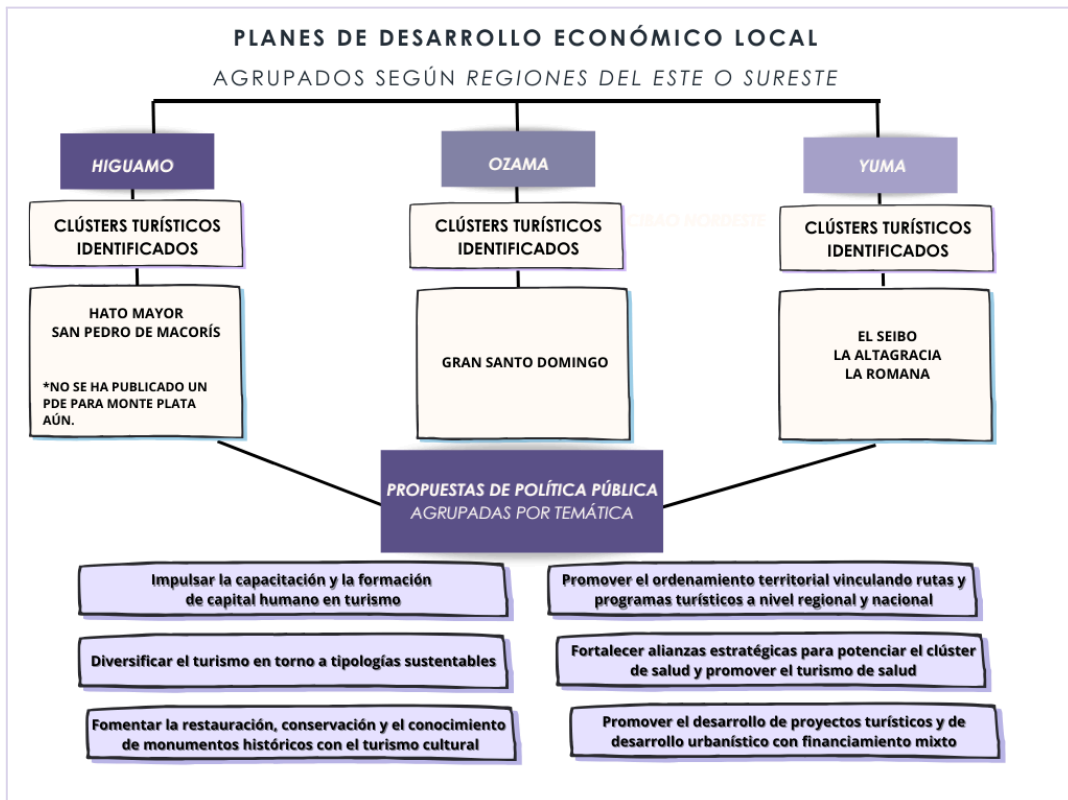 PLANES DE DESARROLLO ECONÓMICO LOCAL
AGRUPADOS SEGÚN REGIONES DEL ESTE O SURESTE
HIGUAMO
CLÚSTERS TURÍSTICOS
IDENTIFICADOS
HATO MAYOR
SAN PEDRO DE MACORÍS
*NO SE HA PUBLICADO UN
PDE PARA MONTE PLATA
AÚN.
OZAMA
CLÚSTERS TURÍSTICOS
IDENTIFICADOS
GRAN SANTO DOMINGO
CIBAO NOROESTE
YUMA
CLÚSTERS TURÍSTICOS
IDENTIFICADOS
EL SEIBO
LA ALTAGRACIA
LA ROMANA
PROPUESTAS DE POLÍTICA PÚBLICA
AGRUPADAS POR TEMÁTICA
Impulsar la capacitación y la formación
de capital humano en turismo
Diversificar el turismo en torno a tipologías sustentables
Fomentar la restauración, conservación y el conocimiento
de monumentos históricos con el turismo cultural
Promover el ordenamiento territorial vinculando rutas y
programas turísticos a nivel regional y nacional
Fortalecer alianzas estratégicas para potenciar el clúster
de salud y promover el turismo de salud
Promover el desarrollo de proyectos turísticos y de
desarrollo urbanístico con financiamiento mixto